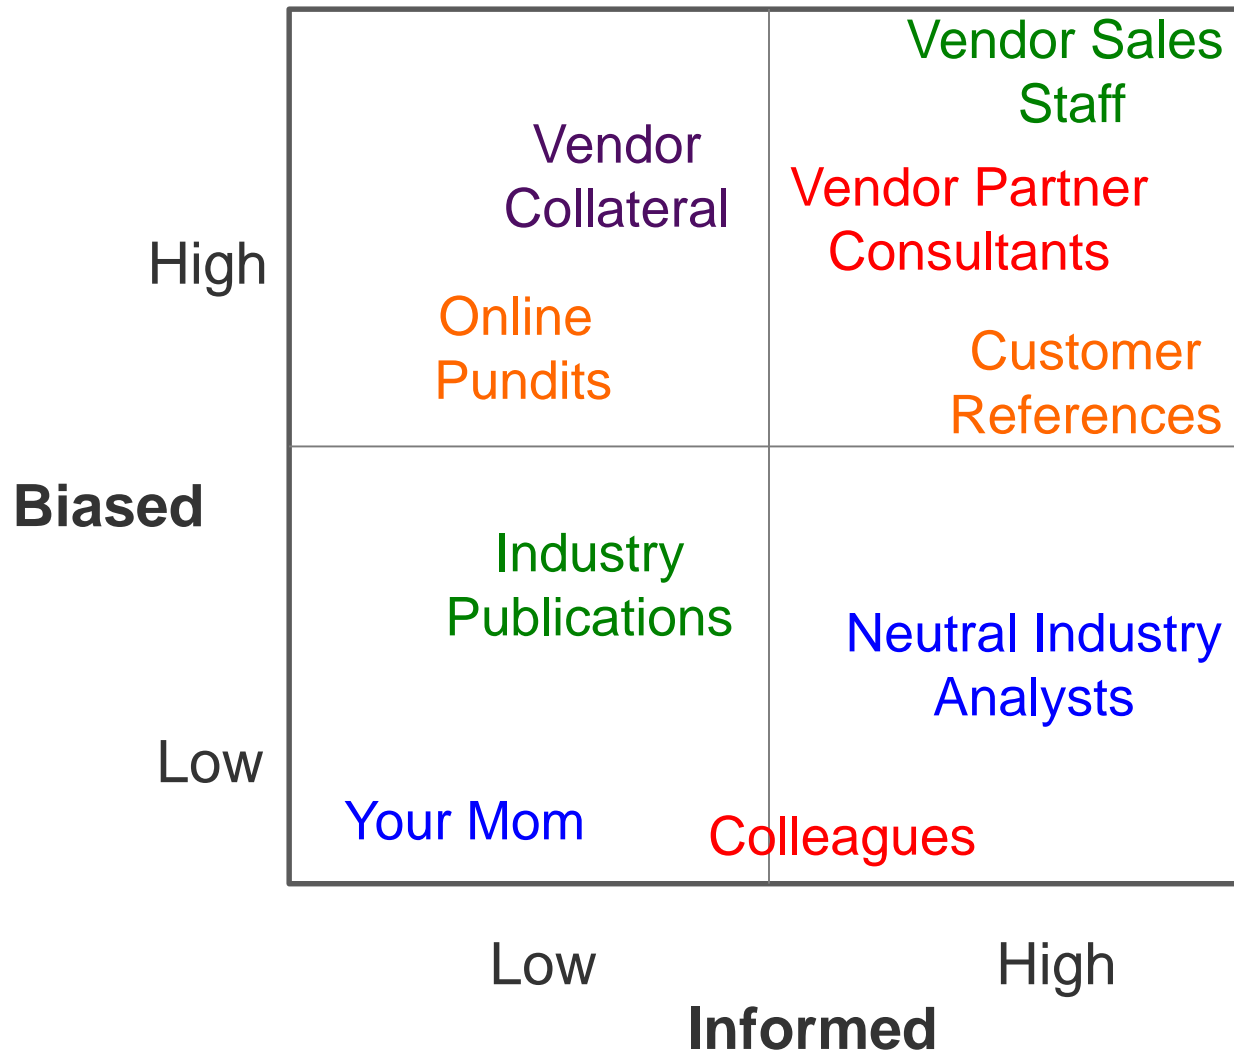 Vendor Sales
Staff
Vendor
Collateral
Vendor Partner
Consultants
High
Online
Pundits
Customer
References
Biased
Industry
Publications
Neutral Industry
Analysts
Low
Your Mom
Colleagues
Low
High
Informed